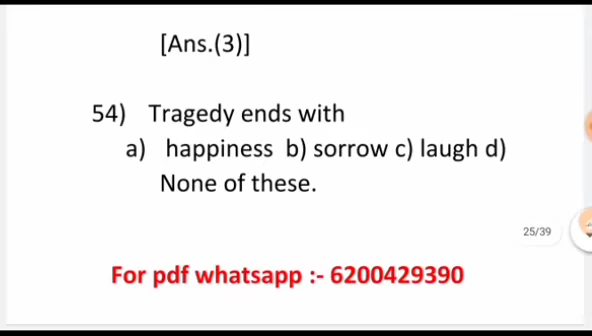 [Ans.(3)]
54) Tragedy ends with
a) happiness b) sorrow c) laugh d)
None of these.
25/39
For pdf whatsapp :- 6200429390